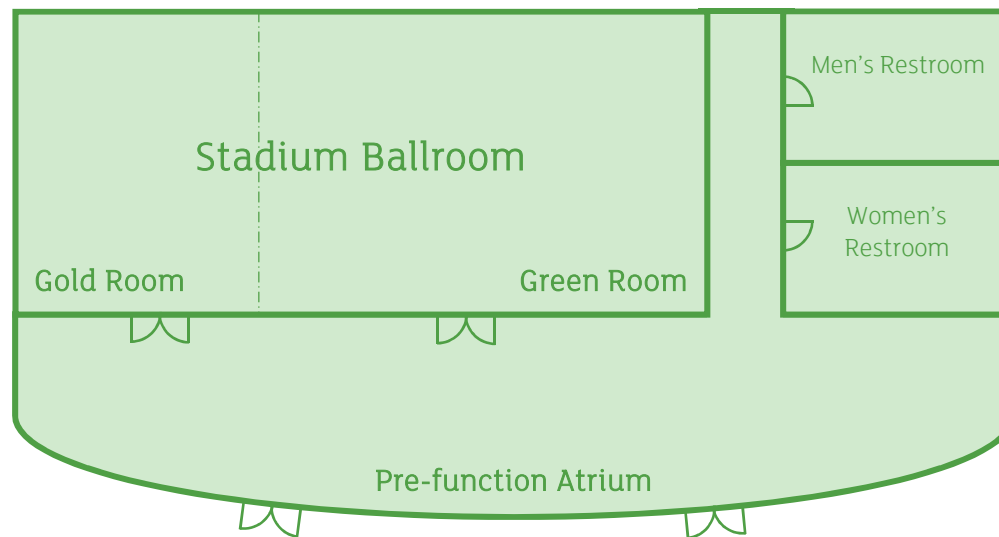 Men’s Restroom
Stadium Ballroom
Women’s
Restroom
Gold Room
Green Room
Pre-function Atrium